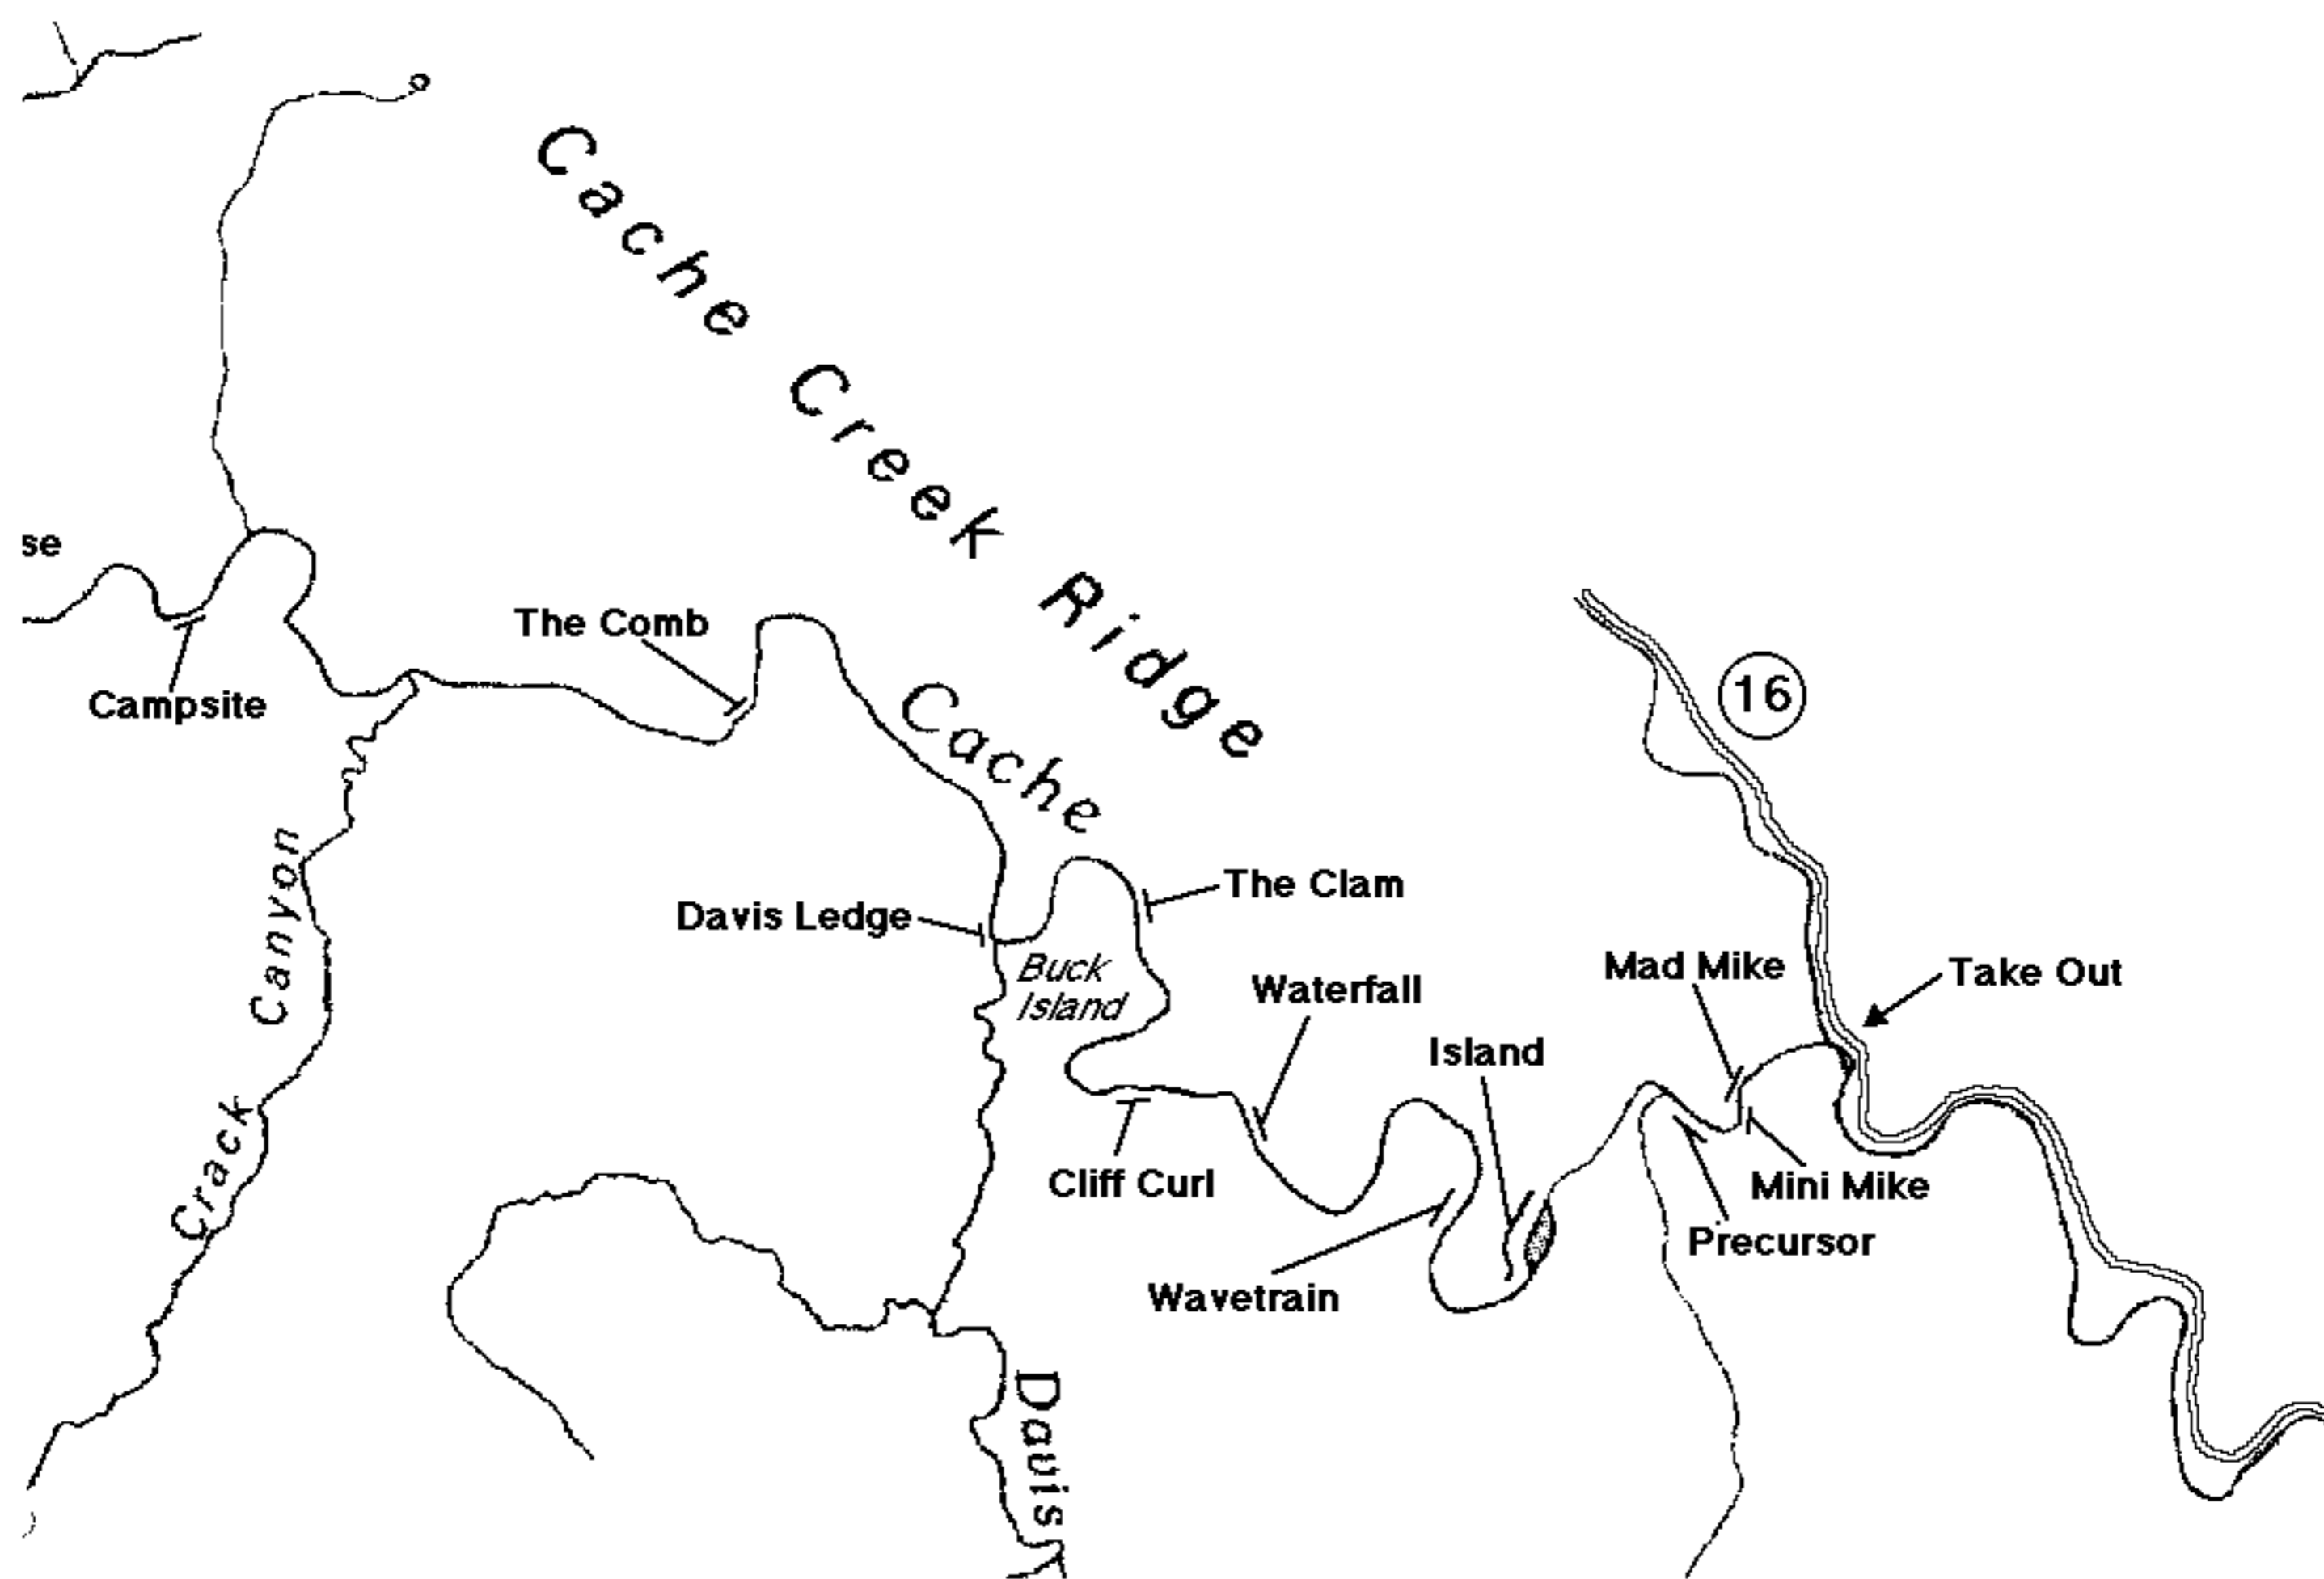 Cache Creek Ridge
se
Campsite
The Comb
16
Cache
Canyon
Crack
Davis Ledge
The Clam
Buck
Island
Waterfall
Mad Mike
Take Out
Island
Cliff Curl
Mini Mike
Precursor
Wavetrain
Davis